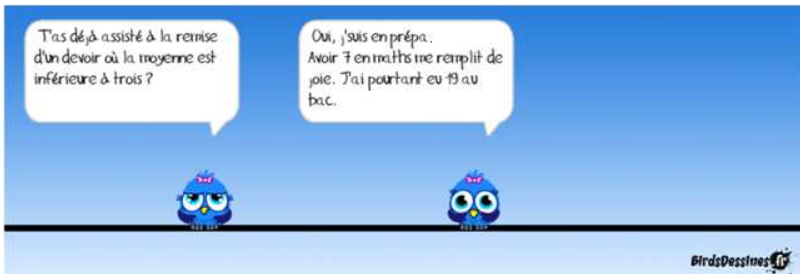 T'as déjà assisté à la remise
d'un devoir où la moyenne est
inférieure à trois ?
Oui, j'suis en prépa.
Avoir 7 en maths me remplit de
joie. J'ai pourtant eu 19 au
bac.
BirdsDessines.fr